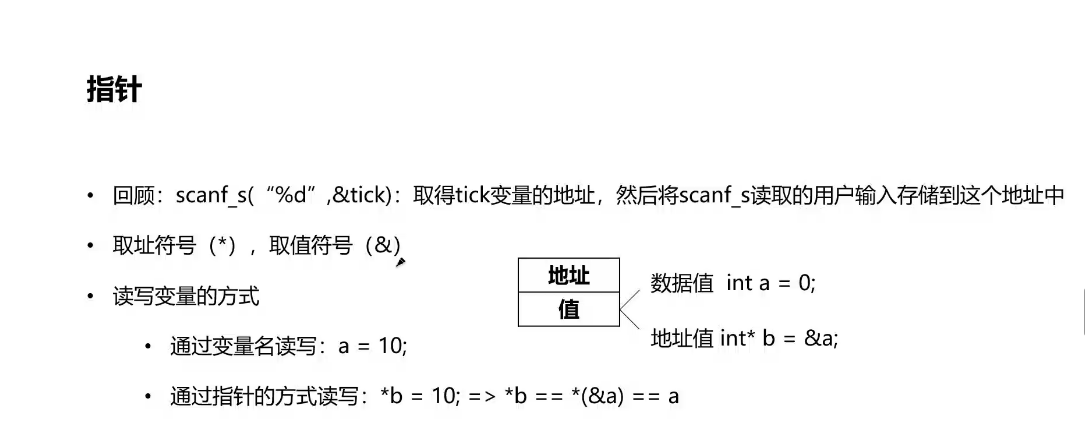 指针
• 回顾：scanf_s(“%d”,&tick)：取得tick变量的地址，然后将scanf_s读取的用户输入存储到这个地址中
• 取址符号（*），取值符号（&）
• 读写变量的方式
• 通过变量名读写：a = 10;
• 通过指针的方式读写：*b = 10; => *b == *(&a) == a
地址
值
数据值 int a = 0;
地址值 int* b = &a;